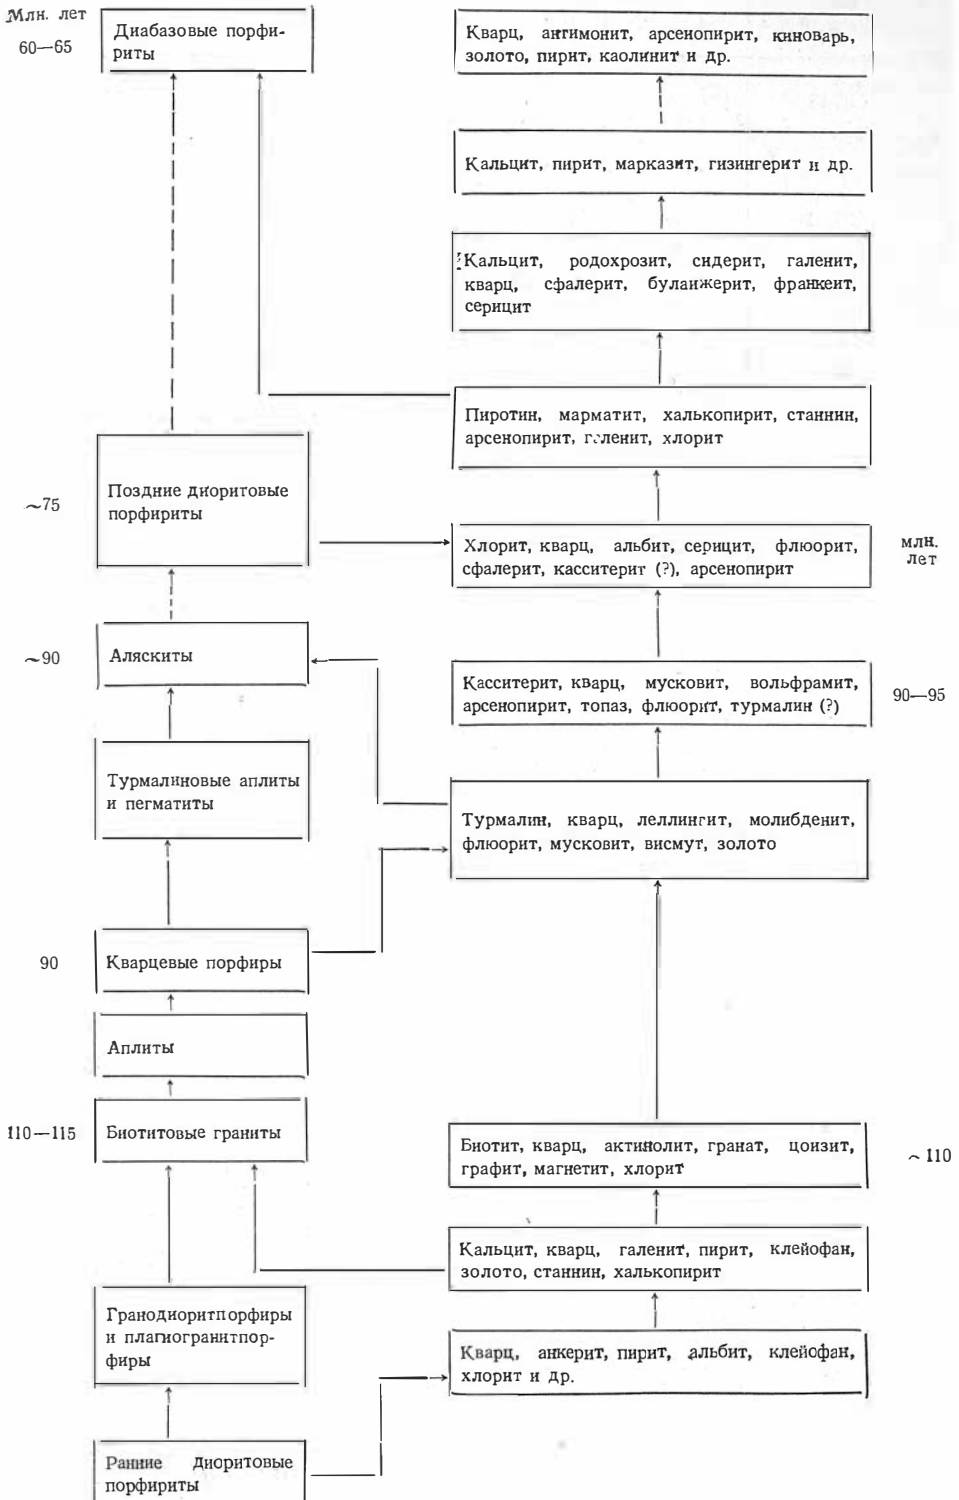 Млн. лет
60—65
Диабазовые порфи-
риты
Кварц, антимонит, арсенопирит, киноварь,
золото, пирит, каолинит и др.
Кальцит, пирит, марказит, гизингерит и др.
Кальцит, родохрозит, сидерит, галенит,
кварц, сфалерит, буланжерит, франкеит,
серицит
Пиротин, марматит, халькопирит, станнин,
арсенопирит, галенит, хлорит
~75
Поздние диоритовые
порфириты
Хлорит, кварц, альбит, серицит, флюорит,
сфалерит, касситерит (?), арсенопирит
млн.
лет
~90
Аляскиты
Касситерит, кварц, мусковит, вольфрамит,
арсенопирит, топаз, флюорит, турмалин (?)
90—95
Турмалиновые аплиты
и пегматиты
Турмалин, кварц, леллингит, молибденит,
флюорит, мусковит, висмут, золото
90
Кварцевые порфиры
Аплиты
110—115
Биотитовые граниты
Биотит, кварц, актинолит, гранат, цоизит,
графит, магнетит, хлорит
~ 110
Кальцит, кварц, галенит, пирит, клейофан,
золото, станнин, халькопирит
Гранодиоритпорфиры
и плагиогранитпор-
фиры
Кварц, анкерит, пирит, альбит, клейофан,
хлорит и др.
Ранние диоритовые
порфириты